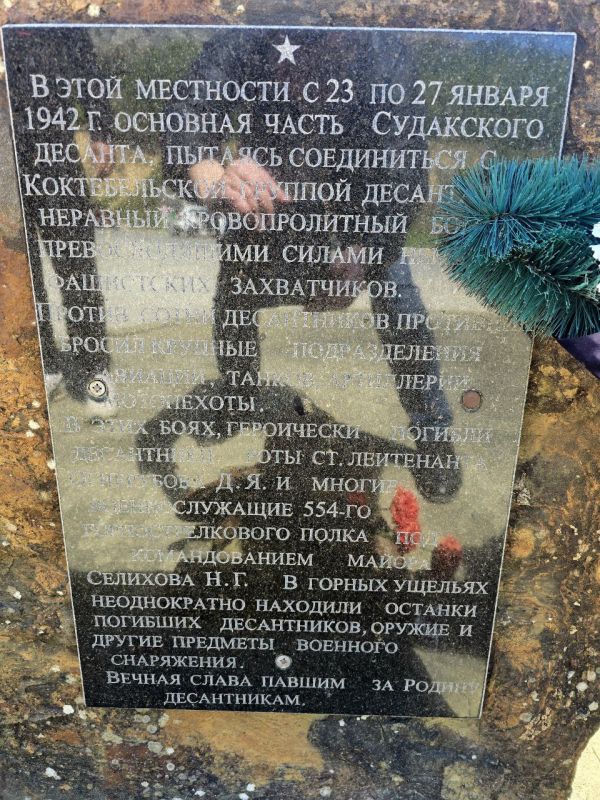 В ЭТОЙ МЕСТНОСТИ С 23 ПО 27 ЯНВАРЯ
1942 Г. ОСНОВНАЯ ЧАСТЬ СУДАКСКОГО
ДЕСАНТА, ПЫТАЯСЬ СОЕДИНИТЬСЯ С
КОКТЕБЕЛЬСКОЙ ГРУППОЙ
НЕРАВНЫЙ КРОВОПРОЛИТНЫЙ
ПРЕВОСХОДЯЩИМИ СИЛАМИ
ФАШИСТСКИХ ЗАХВАТЧИКОВ.
ПРОТИВ СОТНИ ДЕСАНТНИКОВ
БРОСИЛ КРУПНЫЕ ПОДРАЗДЕЛЕНИЯ
АВИАЦИИ, ТАНКОВ, АРТИЛЛЕРИИ,
В ЭТИХ БОЯХ, ГЕРОИЧЕСКИ ПОГИБЛИ
ДЕСАНТНИКИ РОТЫ СТ. ЛЕЙТЕНАНТА
Д. Я. И МНОГИЕ
ВОЕННОСЛУЖАЩИЕ 554-ГО
ГОРНОСТРЕЛКОВОГО ПОЛКА ПОД
КОМАНДОВАНИЕМ МАЙОРА
СЕЛИХОВА Н. Г. В ГОРНЫХ УЩЕЛЬЯХ
НЕОДНОКРАТНО НАХОДИЛИ ОСТАНКИ
ПОГИБШИХ ДЕСАНТНИКОВ, ОРУЖИЕ И
ДРУГИЕ ПРЕДМЕТЫ ВОЕННОГО
СНАРЯЖЕНИЯ.
ВЕЧНАЯ СЛАВА ПАВШИМ ЗА РОДИНУ
ДЕСАНТНИКАМ.